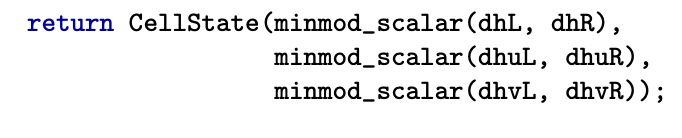 return CellState(minmod_scalar(dhL, dhR),
minmod_scalar(dhuL, dhuR),
minmod_scalar(dhvL, dhvR));